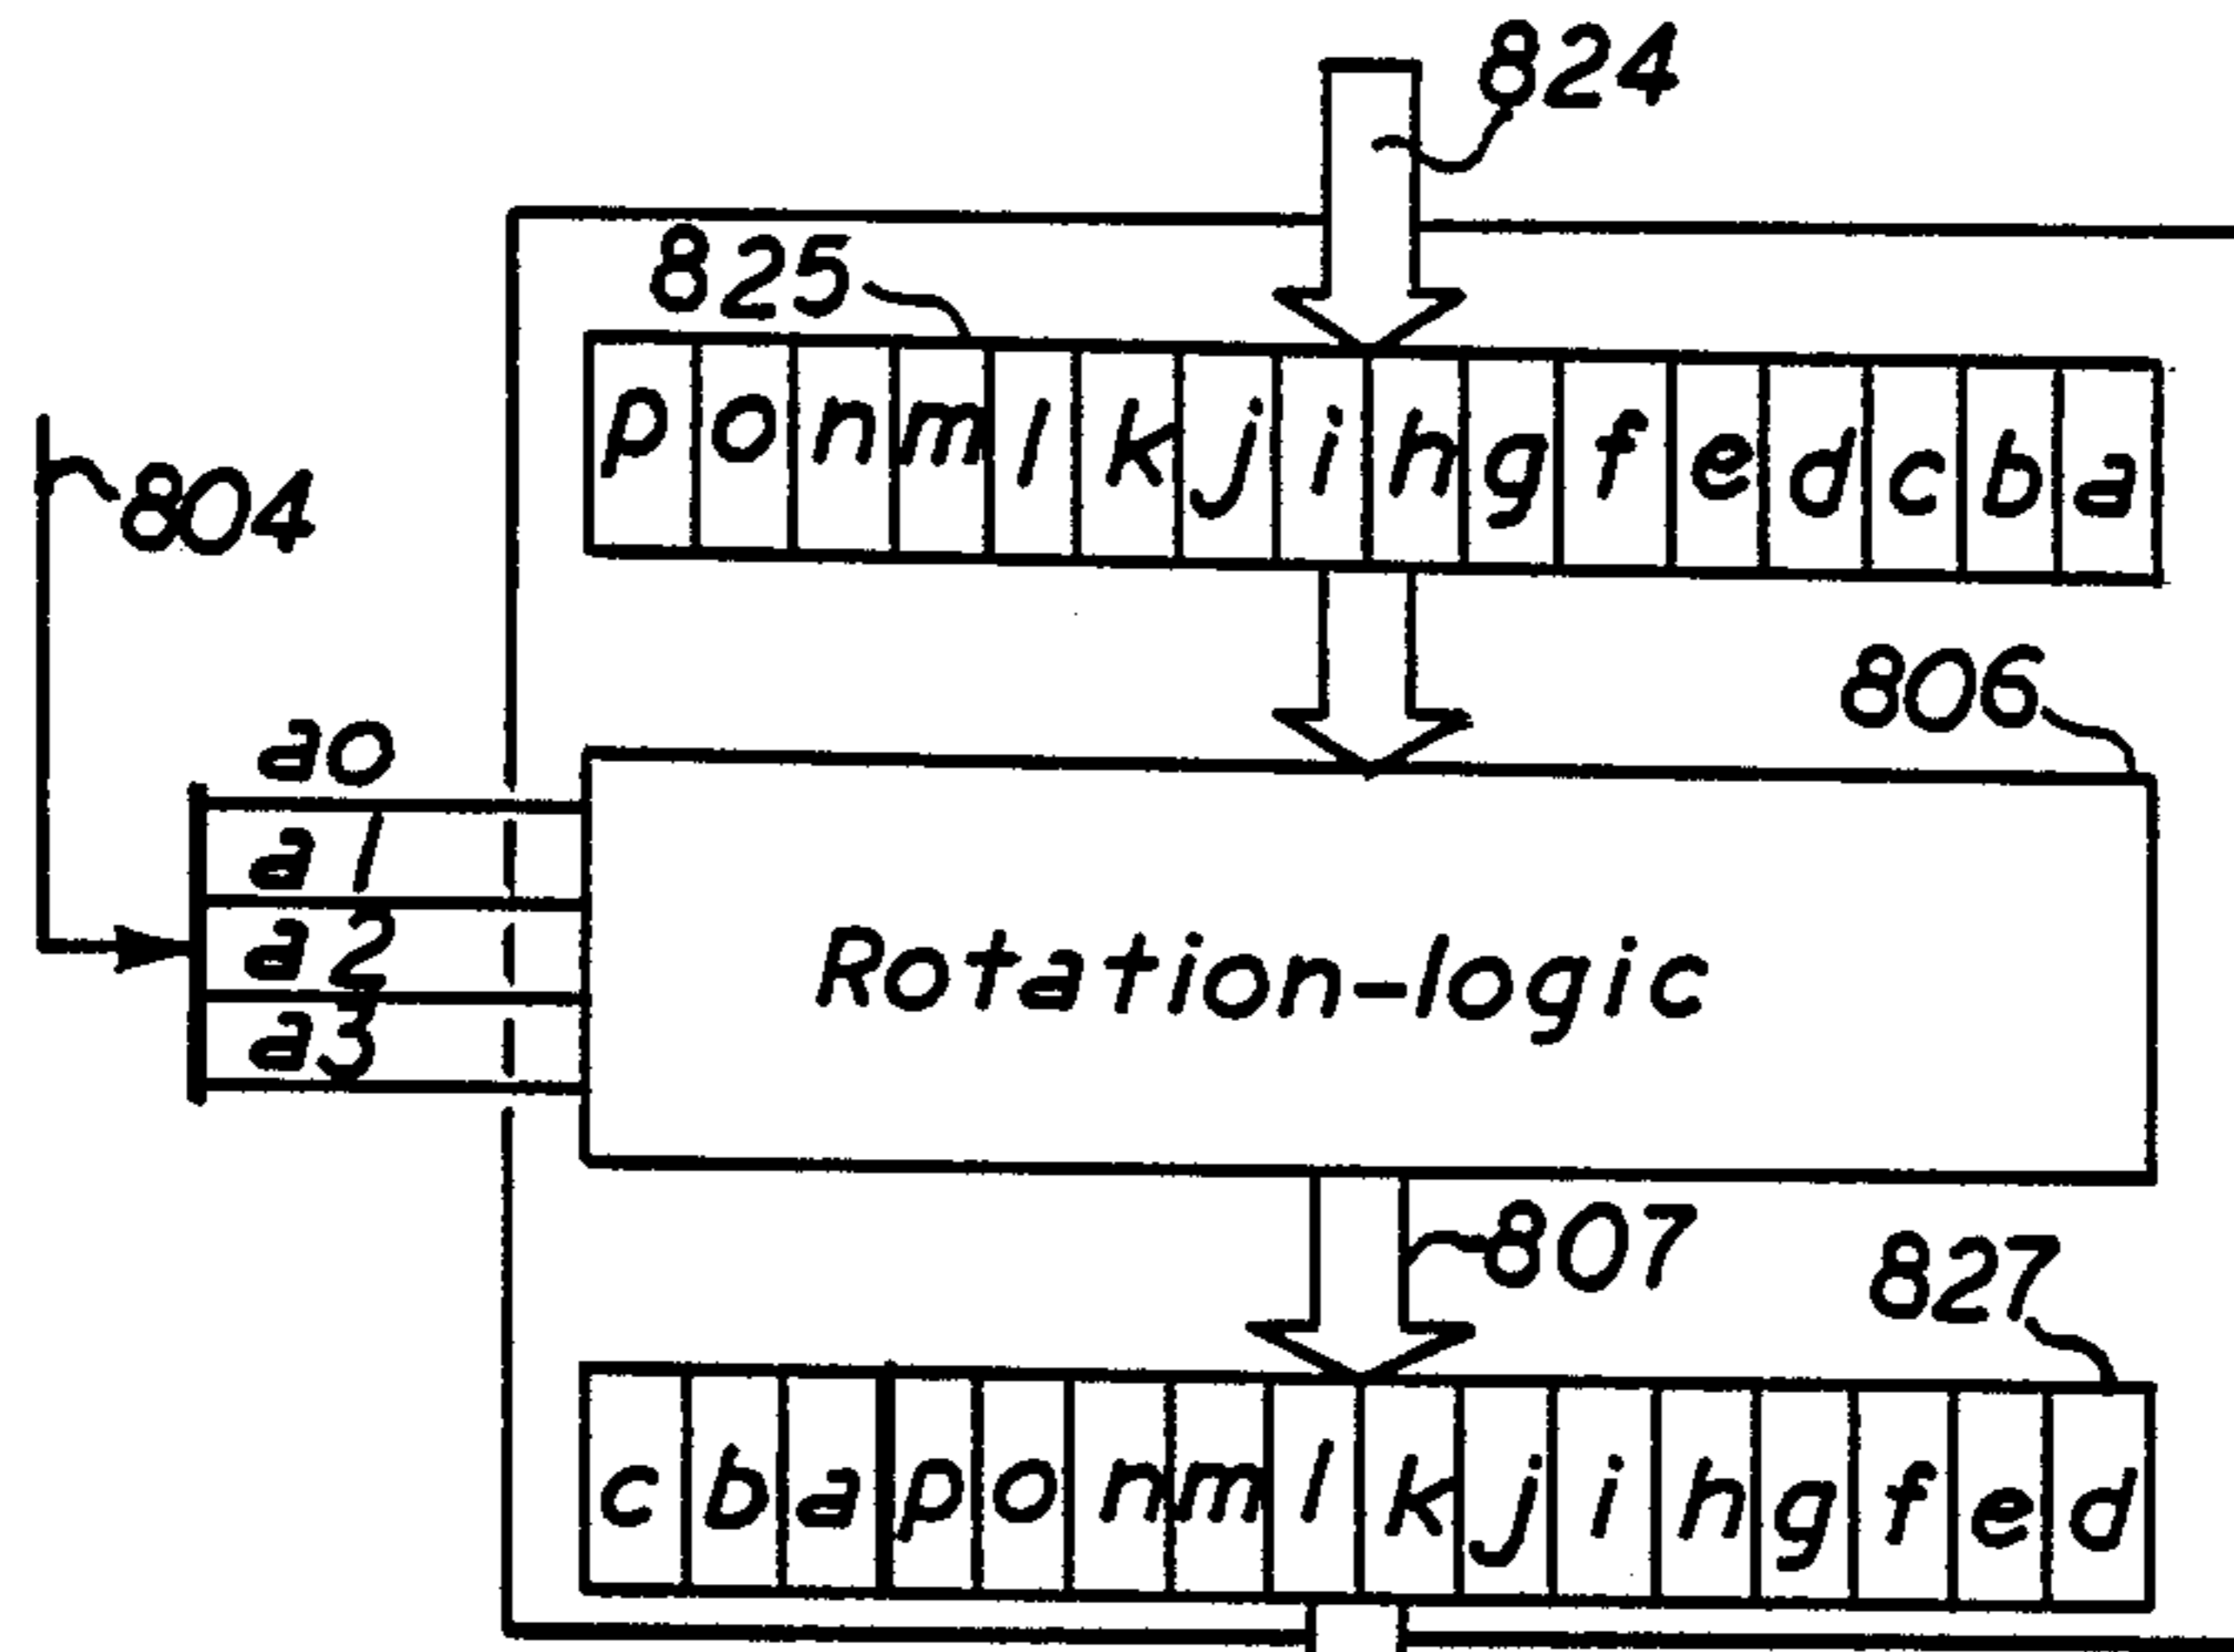 824
825
p o n m l k j i h g f e d c b a
804
806
a0
a1
a2
a3
Rotation-logic
807
827
c b a p o n m l k j i h g f e d